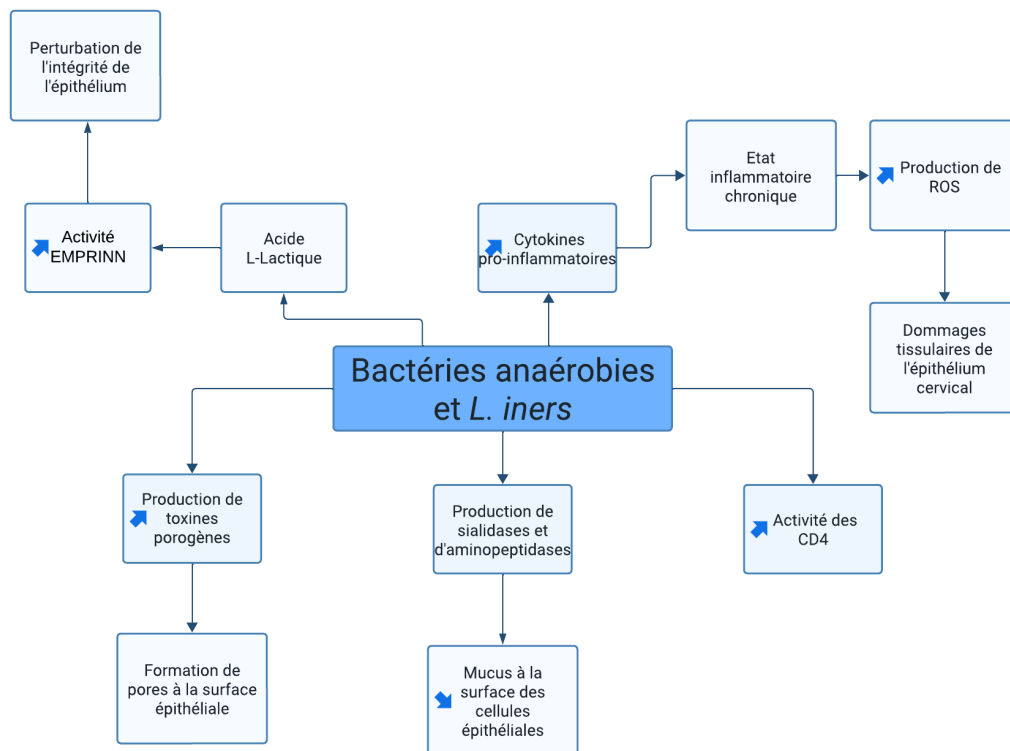 Perturbation de
l'intégrité de
l'épithélium
Activité
EMPRINN
Acide
L-Lactique
Cytokines
pro-inflammatoires
Etat
inflammatoire
chronique
Production de
ROS
Dommages
tissulaires de
l'épithélium
cervical
Bactéries anaérobies
et L. iners
Production de
toxines
porogènes
Production de
sialidases et
d'aminopeptidases
Activité des
CD4
Formation de
pores à la surface
épithéliale
Mucus à la
surface des
cellules
épithéliales